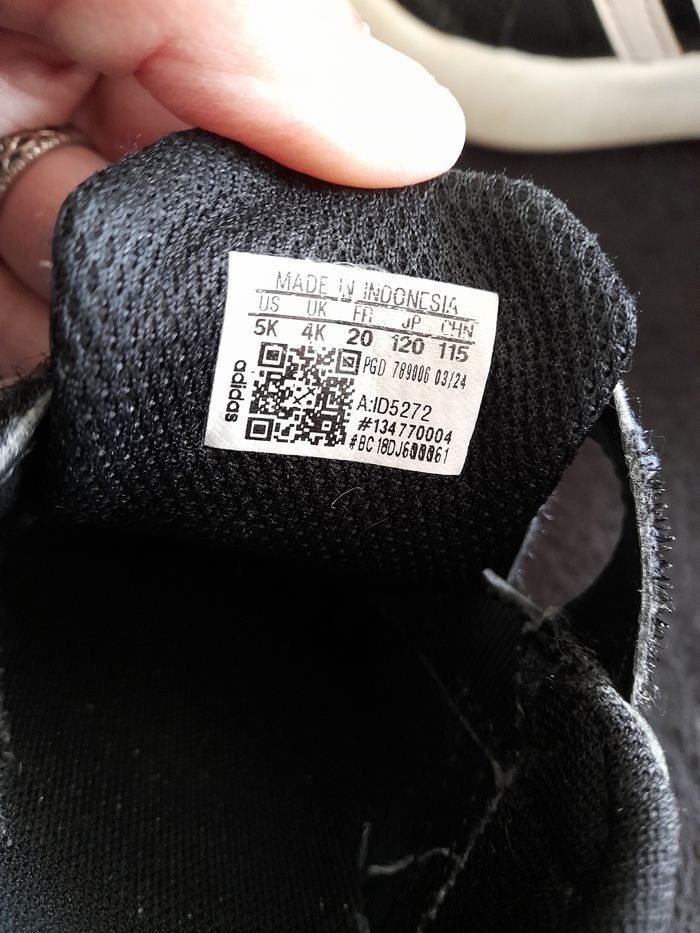 MADE IN INDONESIA
US UK FR JP CHN
5K 4K 20 120 115
adidas
PGD 789006 03/24
A:ID5272
#134770004